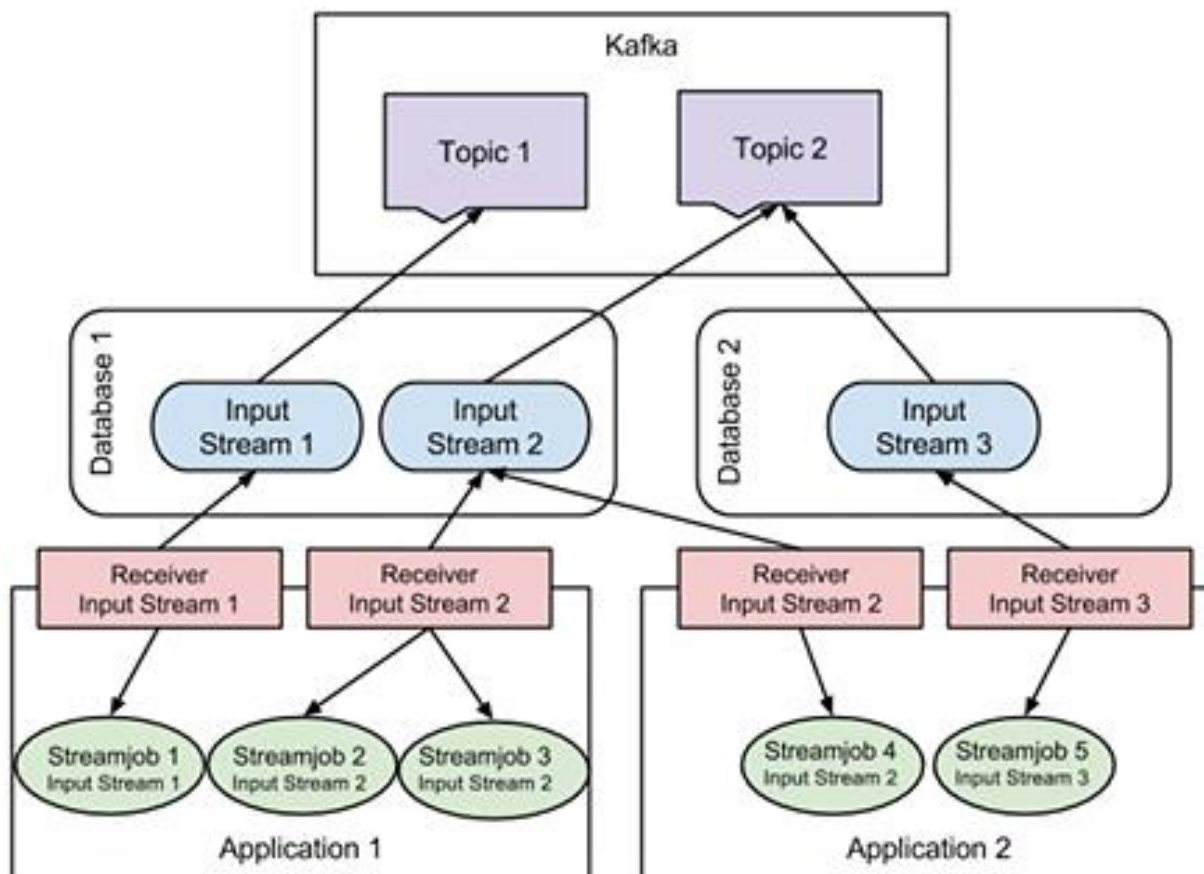 Kafka
Topic 1
Topic 2
Database 1
Input
Stream 1
Input
Stream 2
Database 2
Input
Stream 3
Receiver
Input Stream 1
Receiver
Input Stream 2
Receiver
Input Stream 2
Receiver
Input Stream 3
Streamjob 1
Input Stream 1
Streamjob 2
Input Stream 2
Streamjob 3
Input Stream 2
Streamjob 4
Input Stream 2
Streamjob 5
Input Stream 3
Application 1
Application 2